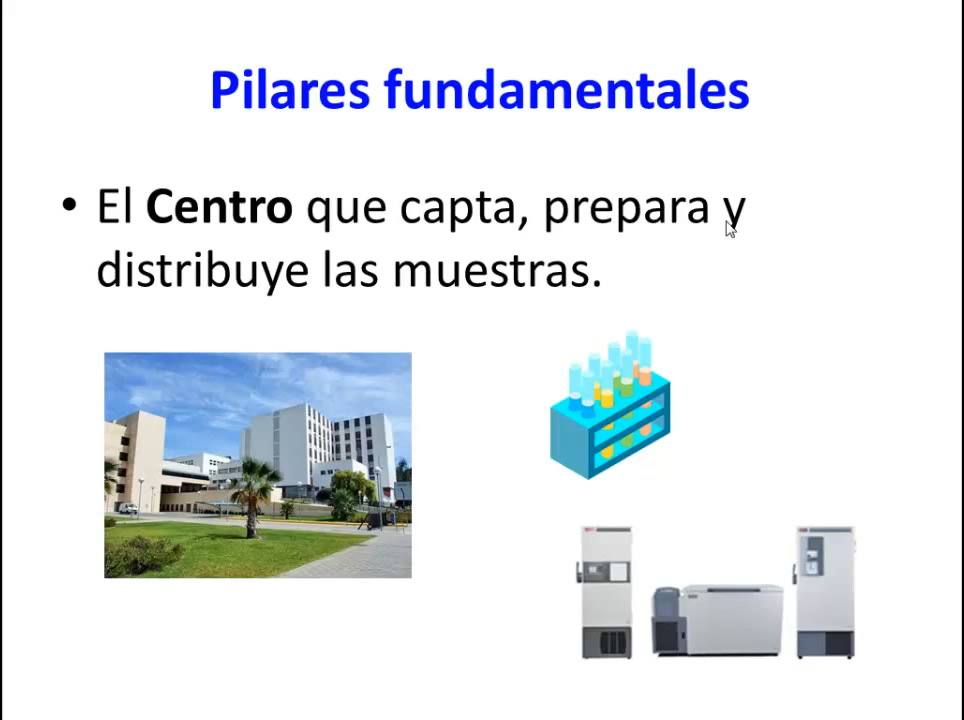 Pilares fundamentales
• El Centro que capta, prepara y
distribuye las muestras.